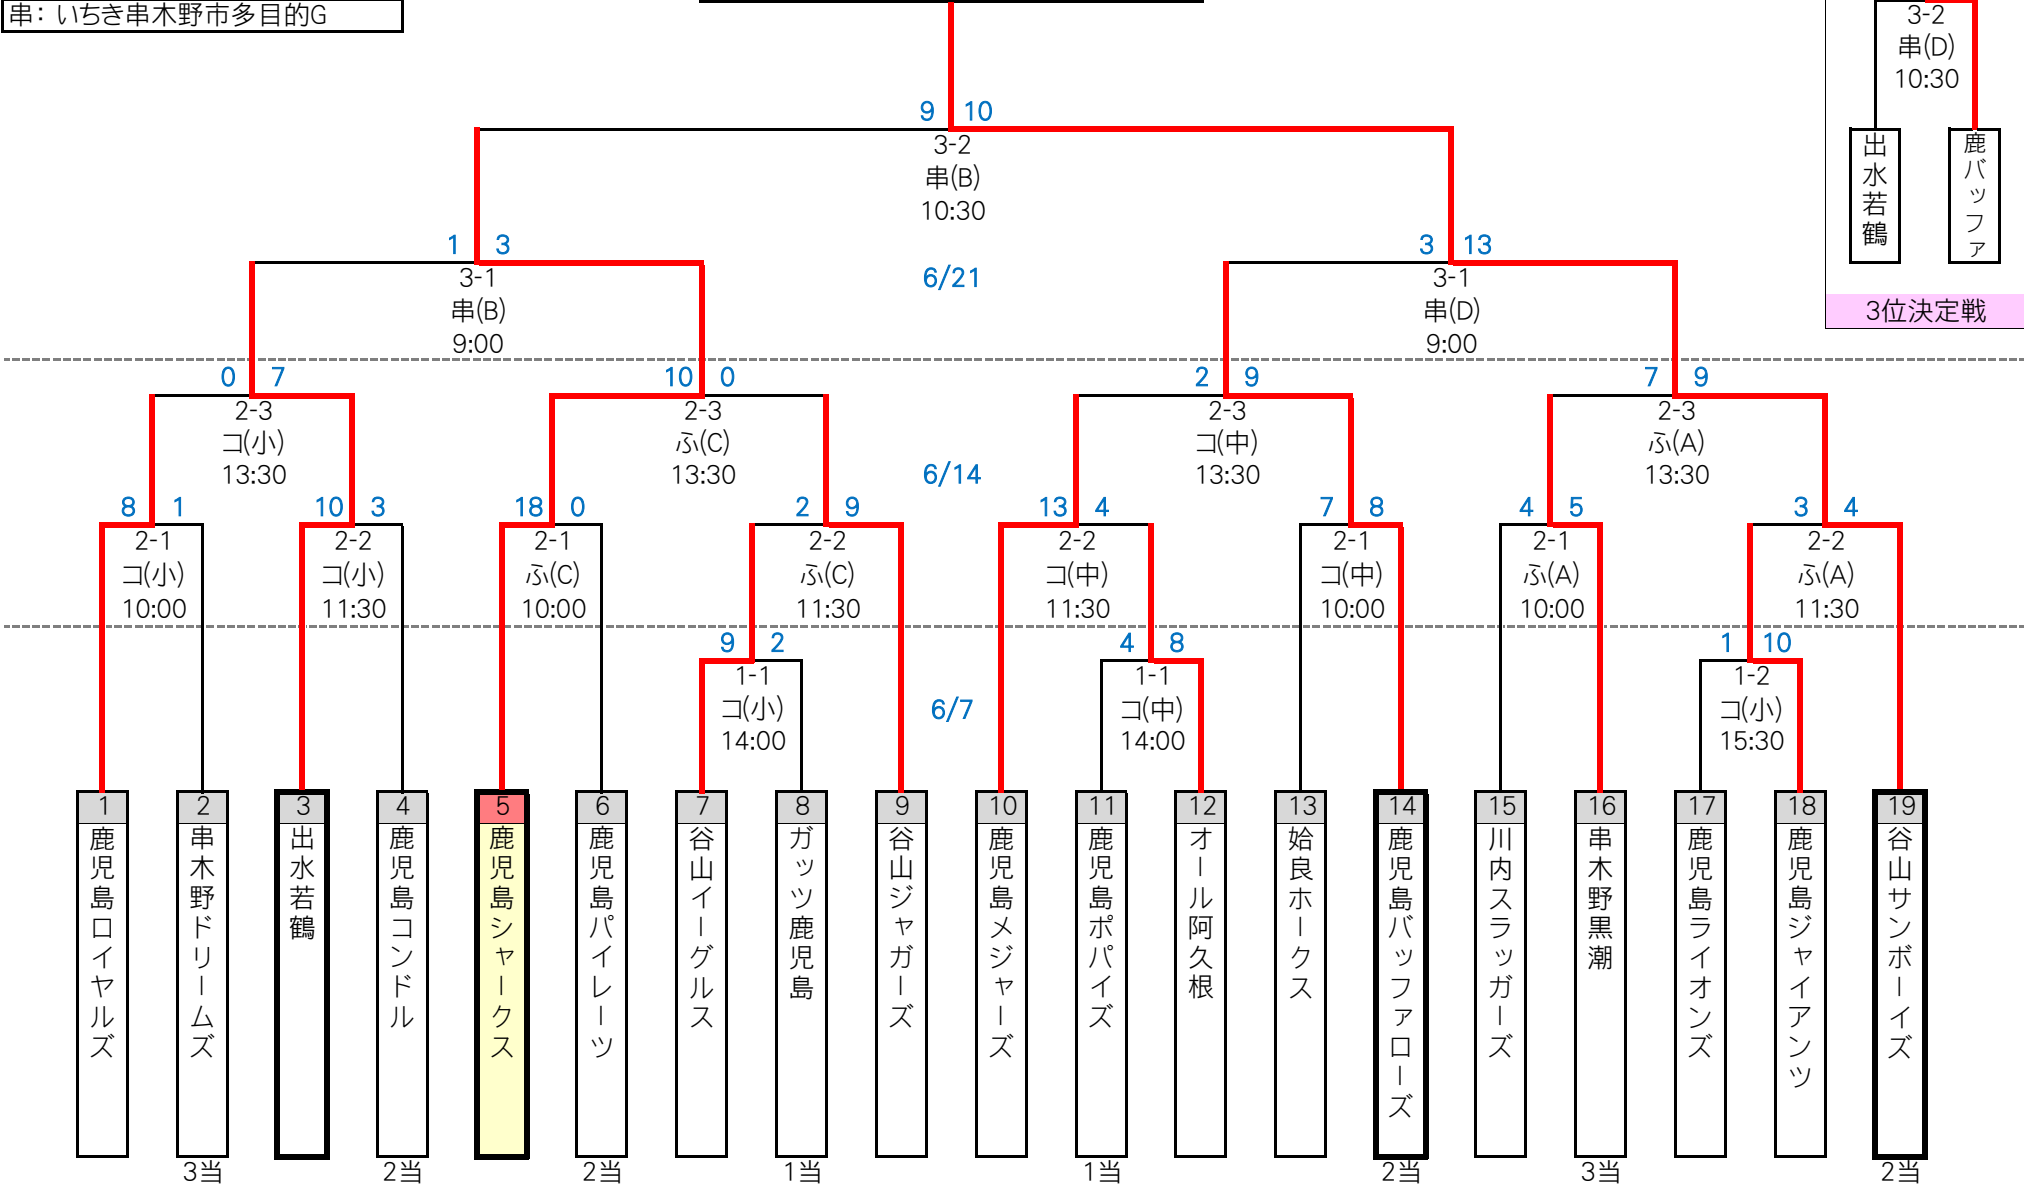 串: いちき串木野市多目的G
3-2
串(D)
10:30
出水若鶴
鹿バッファ
3位決定戦
9 10
3-2
串(B)
10:30
1 3
3-1
串(B)
9:00
6/21
3 13
3-1
串(D)
9:00
0 7
2-3
コ(小)
13:30
10 0
2-3
ふ(C)
13:30
6/14
2 9
2-3
コ(中)
13:30
7 9
2-3
ふ(A)
13:30
8 1
2-1
コ(小)
10:00
10 3
2-2
コ(小)
11:30
18 0
2-1
ふ(C)
10:00
2 9
2-2
ふ(C)
11:30
13 4
2-2
コ(中)
11:30
7 8
2-1
コ(中)
10:00
4 5
2-1
ふ(A)
10:00
3 4
2-2
ふ(A)
11:30
9 2
1-1
コ(小)
14:00
6/7
4 8
1-1
コ(中)
14:00
1 10
1-2
コ(小)
15:30
1
鹿児島ロイヤルズ
2
串木野ドリームズ
3当
3
出水若鶴
4
鹿児島コンドル
2当
5
鹿児島シャークス
6
鹿児島パイレーツ
2当
7
谷山イーグルス
8
ガッツ鹿児島
1当
9
谷山ジャガーズ
10
鹿児島メジャーズ
11
鹿児島ポパイズ
1当
12
オール阿久根
13
姶良ホークス
14
鹿児島バッファローズ
2当
15
川内スラッガーズ
16
串木野黒潮
3当
17
鹿児島ライオンズ
18
鹿児島ジャイアンツ
19
谷山サンボーイズ
2当